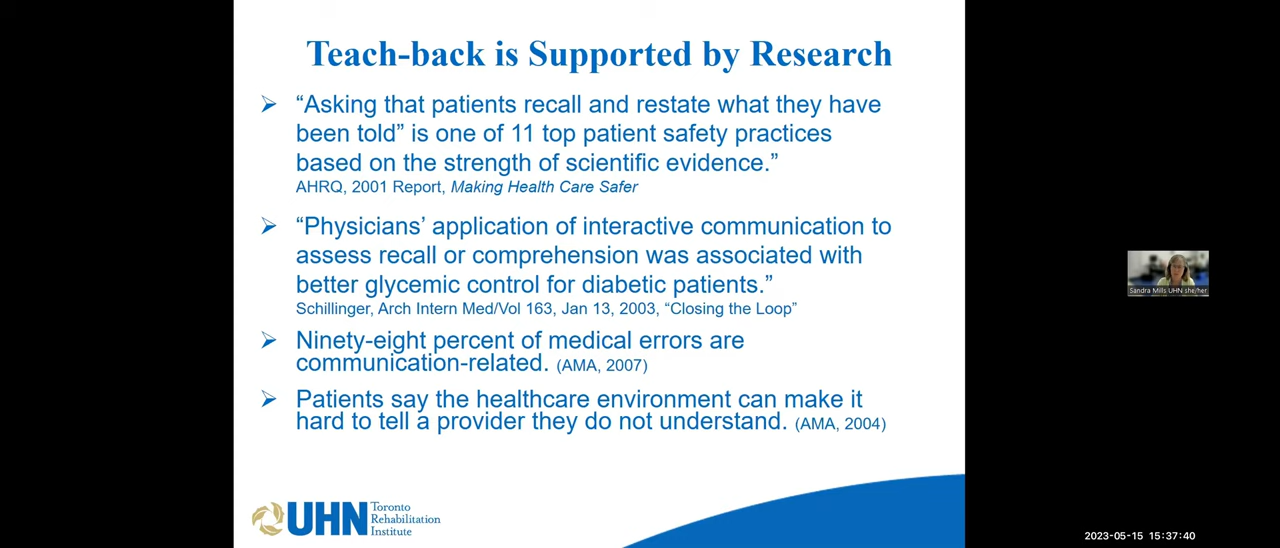 Teach-back is Supported by Research
➢ “Asking that patients recall and restate what they have
been told” is one of 11 top patient safety practices
based on the strength of scientific evidence.”
AHRQ, 2001 Report, Making Health Care Safer
➢ “Physicians’ application of interactive communication to
assess recall or comprehension was associated with
better glycemic control for diabetic patients.”
Schillinger, Arch Intern Med/Vol 163, Jan 13, 2003, “Closing the Loop”
➢ Ninety-eight percent of medical errors are
communication-related. (AMA, 2007)
➢ Patients say the healthcare environment can make it
hard to tell a provider they do not understand. (AMA, 2004)
Sandra Mills UHN she/her
UHN
Toronto
Rehabilitation
Institute
2023-05-15 15:37:40